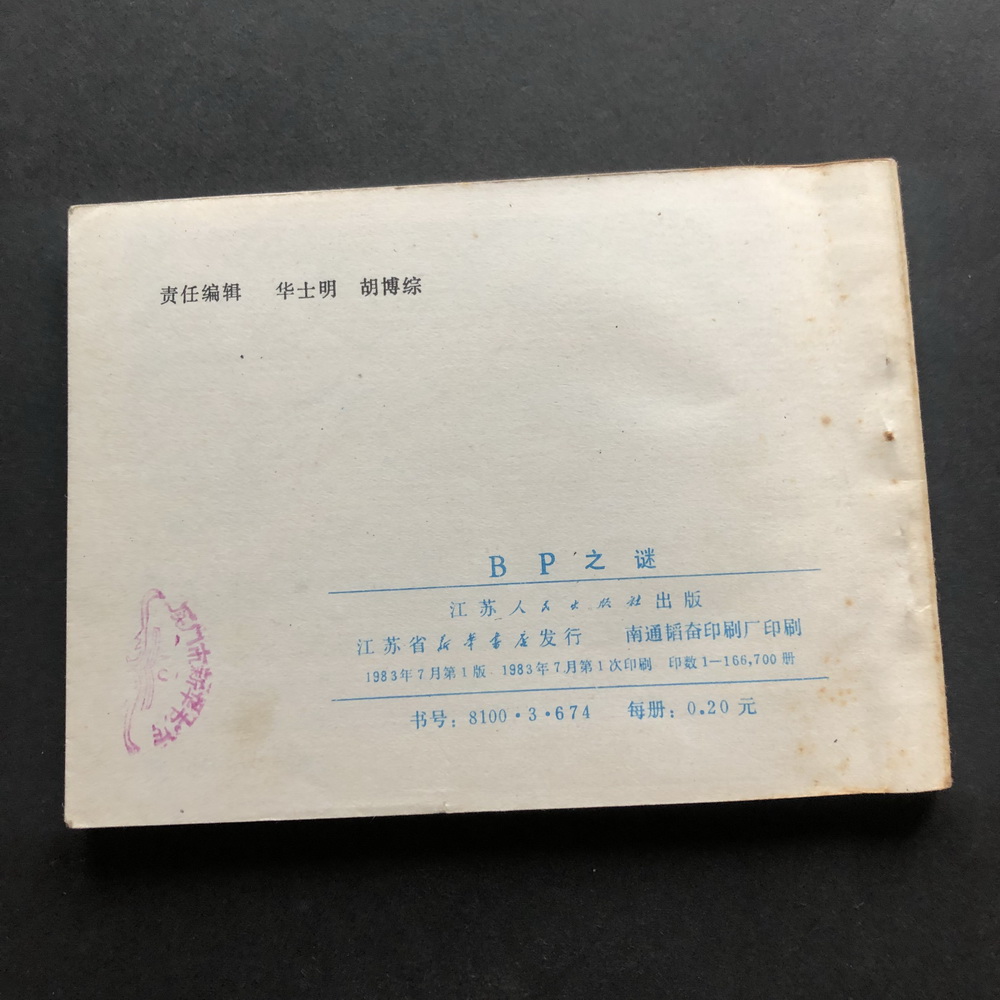 责任编辑 华士明 胡博综
BP之谜
江苏人民出版社出版
江苏省新华书店发行 南通韬奋印刷厂印刷
1983年7月第1版 1983年7月第1次印刷 印数1—166,700册
书号：8100·3·674 每册：0.20元
门市